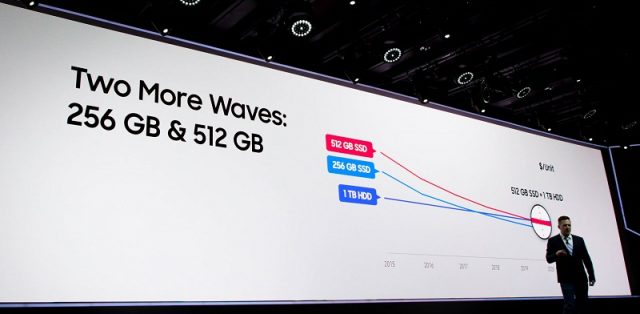 Two More Waves:
256 GB & 512 GB
512 GB SSD
256 GB SSD
1 TB HDD
$/Unit
512 GB SSD = 1 TB HDD
2015
2016
2017
2018
2019